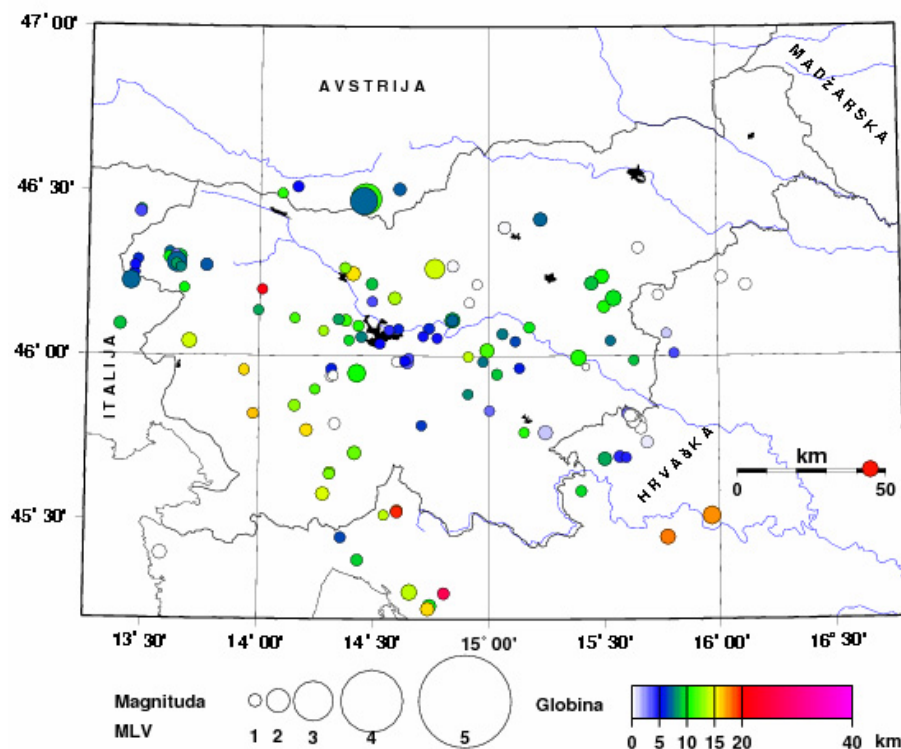 47° 00'
AVSTRIJA
MADŽARSKA
46° 30'
46° 00'
ITALIJA
HRVAŠKA
km
0 50
45° 30'
13° 30' 14° 00' 14° 30' 15° 00' 15° 30' 16° 00' 16° 30'
Magnituda
MLV
1 2 3 4 5
Globina
0 5 10 15 20 40 km